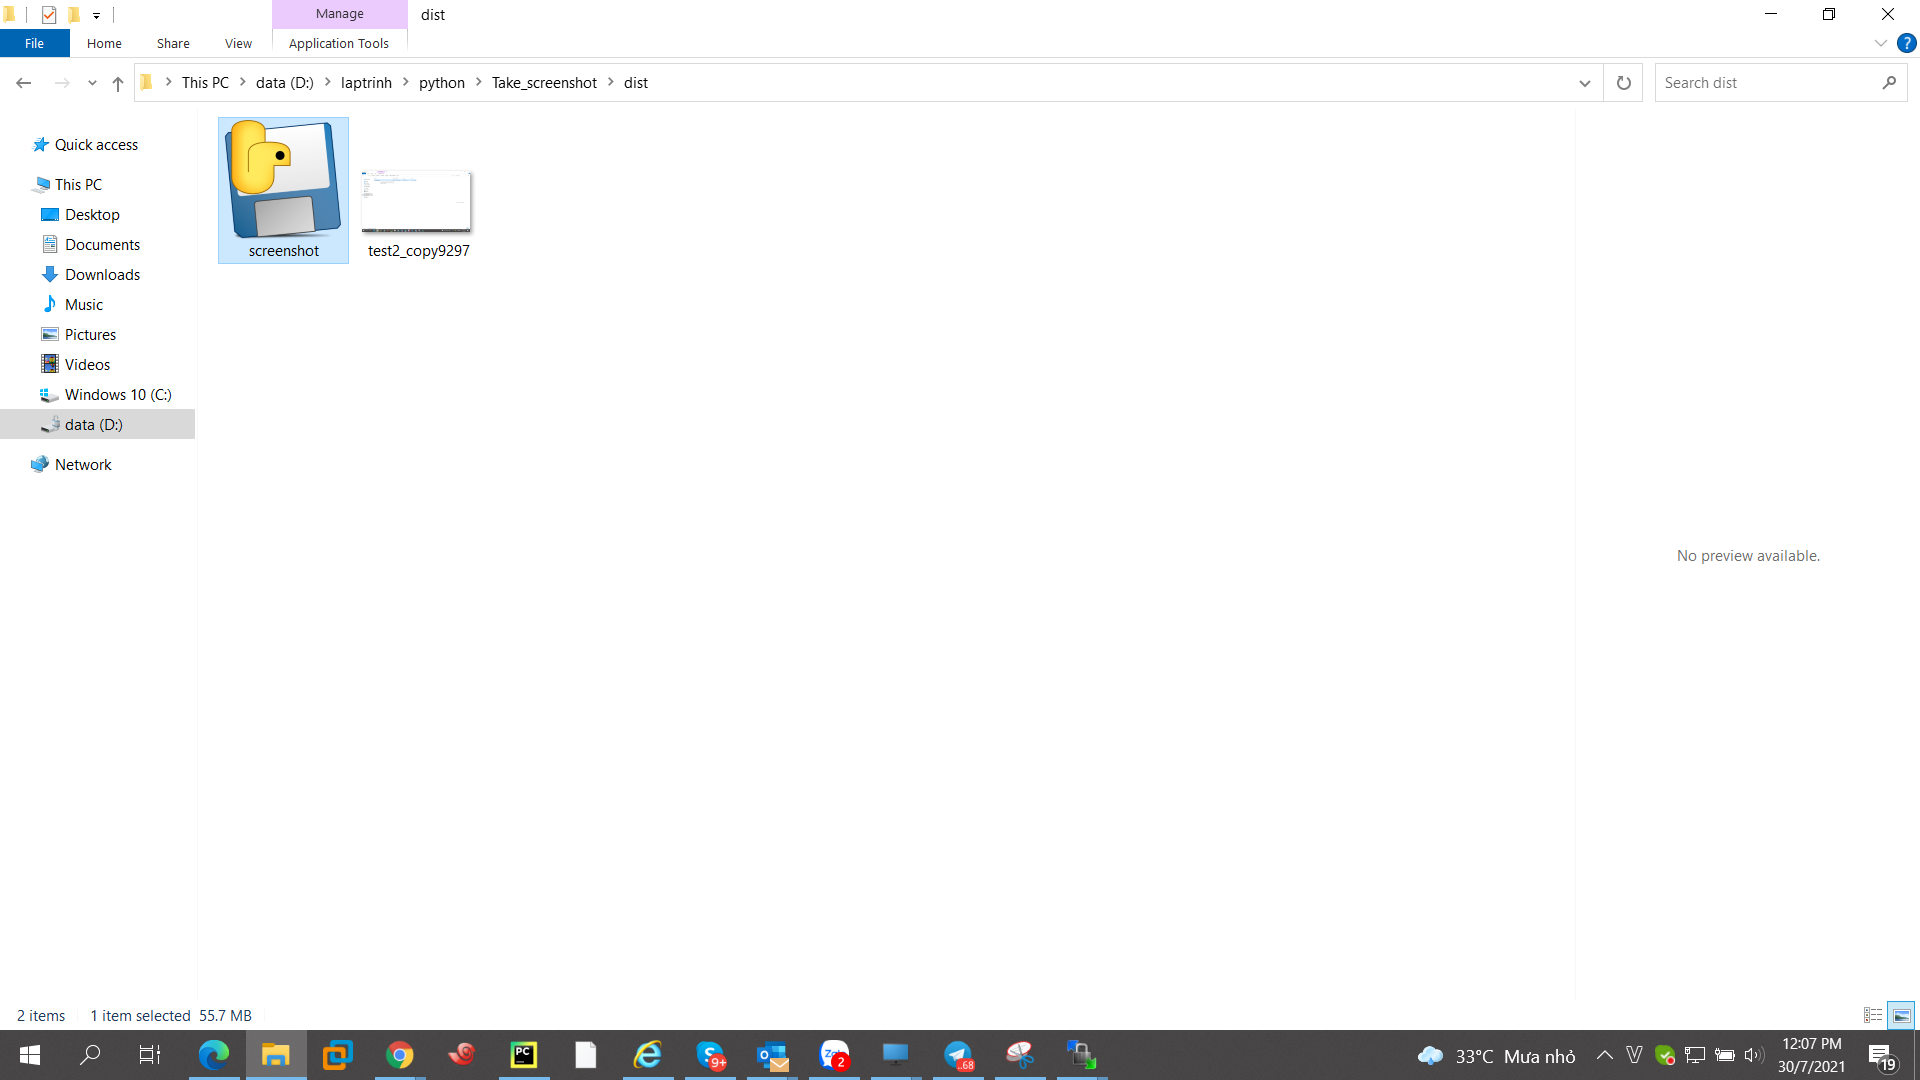 Manage
dist
File
Home
Share
View
Application Tools
This PC
data (D:)
laptrinh
python
Take_screenshot
dist
Search dist
Quick access
This PC
Desktop
Documents
Downloads
Music
Pictures
Videos
Windows 10 (C:)
data (D:)
Network
screenshot
test2_copy9297
No preview available.
2 items
1 item selected 55.7 MB
PC
9+
2
..68
33°C Mưa nhỏ
V
12:07 PM
30/7/2021
19